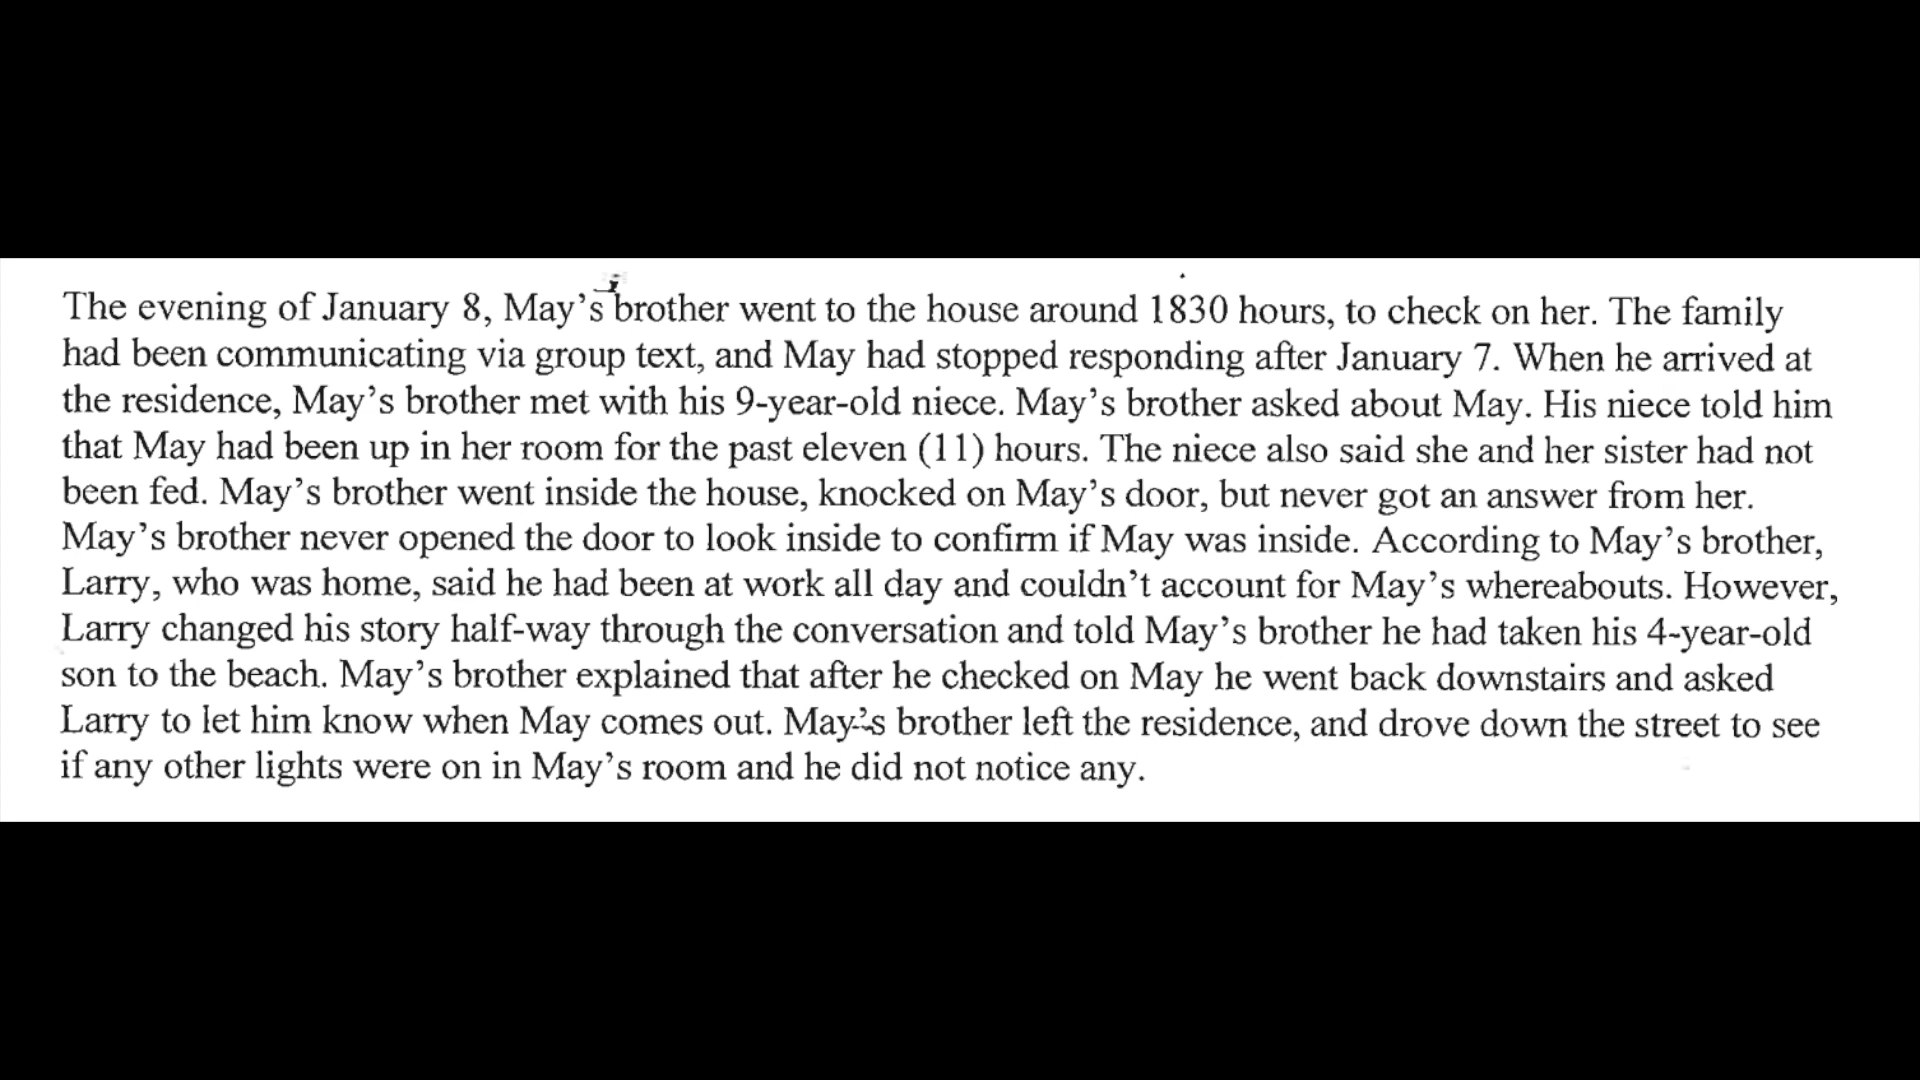 The evening of January 8, May’s brother went to the house around 1830 hours, to check on her. The family
had been communicating via group text, and May had stopped responding after January 7. When he arrived at
the residence, May’s brother met with his 9-year-old niece. May’s brother asked about May. His niece told him
that May had been up in her room for the past eleven (11) hours. The niece also said she and her sister had not
been fed. May’s brother went inside the house, knocked on May’s door, but never got an answer from her.
May’s brother never opened the door to look inside to confirm if May was inside. According to May’s brother,
Larry, who was home, said he had been at work all day and couldn’t account for May’s whereabouts. However,
Larry changed his story half-way through the conversation and told May’s brother he had taken his 4-year-old
son to the beach. May’s brother explained that after he checked on May he went back downstairs and asked
Larry to let him know when May comes out. May’s brother left the residence, and drove down the street to see
if any other lights were on in May’s room and he did not notice any.